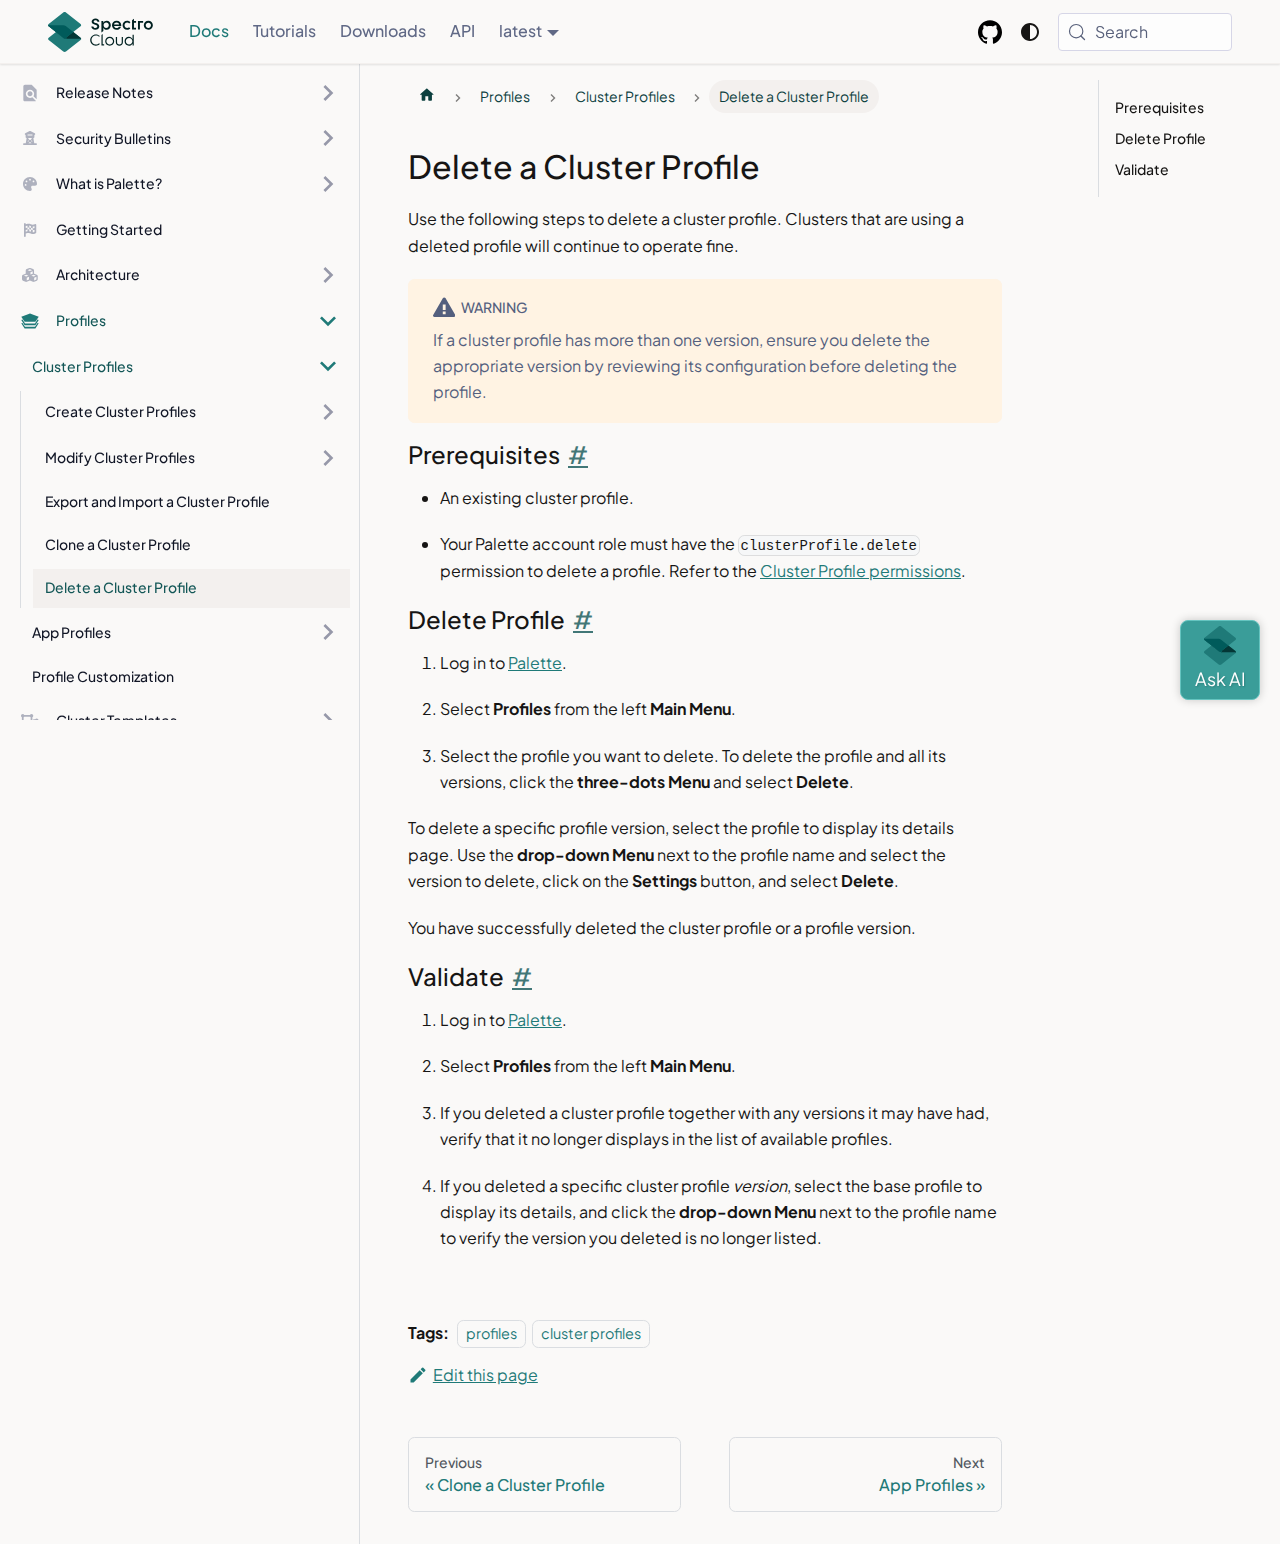 Spectro Cloud
Docs
Tutorials
Downloads
API
latest
Search
Release Notes
Security Bulletins
What is Palette?
Getting Started
Architecture
Profiles
Cluster Profiles
Create Cluster Profiles
Modify Cluster Profiles
Export and Import a Cluster Profile
Clone a Cluster Profile
Delete a Cluster Profile
App Profiles
Profile Customization
Cluster Templates
Profiles
Cluster Profiles
Delete a Cluster Profile
Delete a Cluster Profile
Use the following steps to delete a cluster profile. Clusters that are using a
deleted profile will continue to operate fine.
WARNING
If a cluster profile has more than one version, ensure you delete the
appropriate version by reviewing its configuration before deleting the
profile.
Prerequisites #
An existing cluster profile.
Your Palette account role must have the clusterProfile.delete
permission to delete a profile. Refer to the Cluster Profile permissions.
Delete Profile #
1. Log in to Palette.
2. Select Profiles from the left Main Menu.
3. Select the profile you want to delete. To delete the profile and all its
versions, click the three-dots Menu and select Delete.
To delete a specific profile version, select the profile to display its details
page. Use the drop-down Menu next to the profile name and select the
version to delete, click on the Settings button, and select Delete.
You have successfully deleted the cluster profile or a profile version.
Validate #
1. Log in to Palette.
2. Select Profiles from the left Main Menu.
3. If you deleted a cluster profile together with any versions it may have had,
verify that it no longer displays in the list of available profiles.
4. If you deleted a specific cluster profile version, select the base profile to
display its details, and click the drop-down Menu next to the profile name
to verify the version you deleted is no longer listed.
Tags: profiles cluster profiles
Edit this page
Previous
« Clone a Cluster Profile
Next
App Profiles »
Prerequisites
Delete Profile
Validate
Ask AI